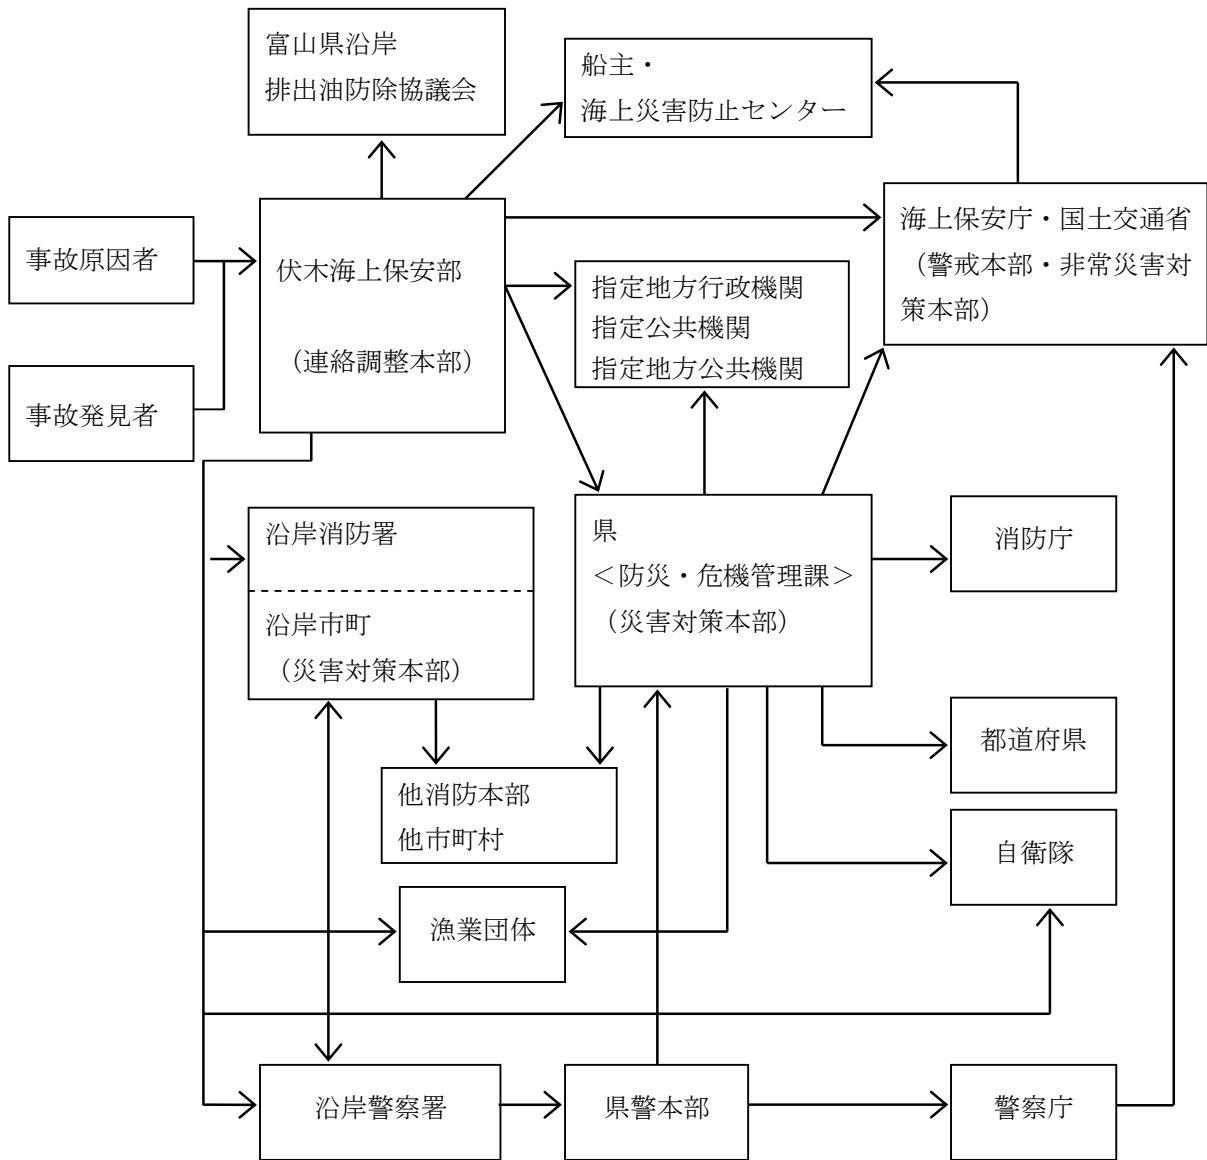 富山県沿岸
排出油防除協議会
船主・
海上災害防止センター
事故原因者
伏木海上保安部
（連絡調整本部）
海上保安庁・国土交通省
（警戒本部・非常災害対
策本部）
指定地方行政機関
指定公共機関
指定地方公共機関
事故発見者
沿岸消防署
沿岸市町
（災害対策本部）
県
＜防災・危機管理課＞
（災害対策本部）
消防庁
都道府県
他消防本部
他市町村
自衛隊
漁業団体
沿岸警察署
県警本部
警察庁